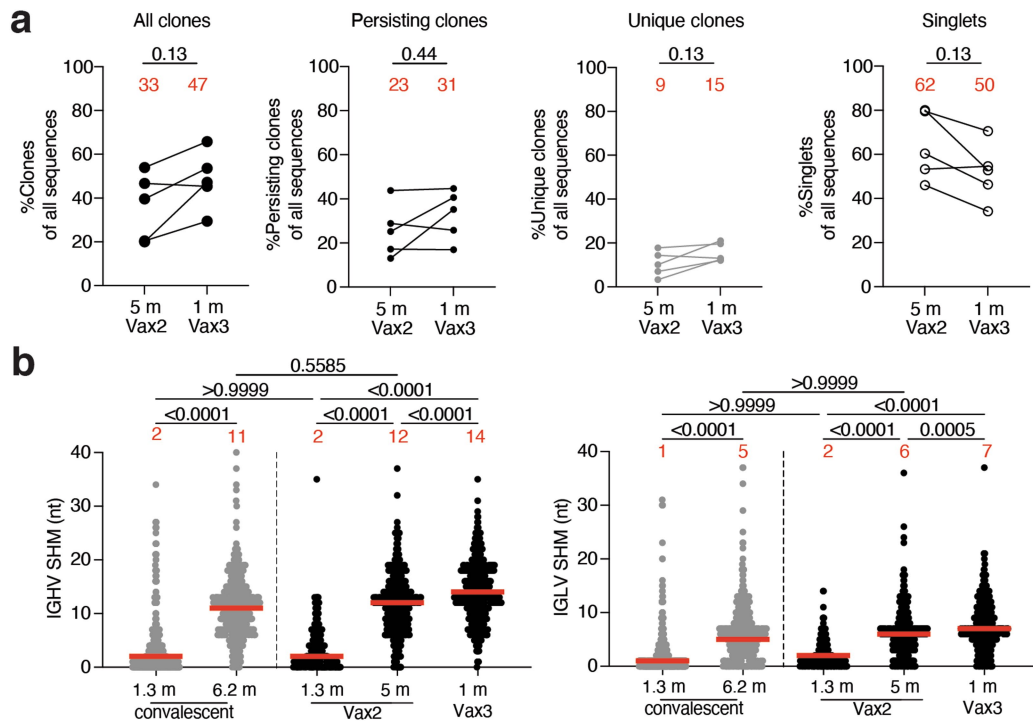 a
All clones
Persisting clones
Unique clones
Singlets
0.13
0.44
0.13
0.13
33 47
23 31
9 15
62 50
%Clones
of all sequences
100
80
60
40
20
0
5 m
Vax2
1 m
Vax3
%Persisting clones
of all sequences
100
80
60
40
20
0
5 m
Vax2
1 m
Vax3
%Unique clones
of all sequences
100
80
60
40
20
0
5 m
Vax2
1 m
Vax3
%Singlets
of all sequences
100
80
60
40
20
0
5 m
Vax2
1 m
Vax3
b
0.5585
>0.9999 <0.0001
<0.0001 <0.0001 <0.0001
2 11 2 12 14
IGHV SHM (nt)
40
30
20
10
0
1.3 m 6.2 m 1.3 m 5 m 1 m
convalescent Vax2 Vax3
>0.9999
>0.9999 <0.0001
<0.0001 <0.0001 0.0005
1 5 2 6 7
IGLV SHM (nt)
40
30
20
10
0
1.3 m 6.2 m 1.3 m 5 m 1 m
convalescent Vax2 Vax3